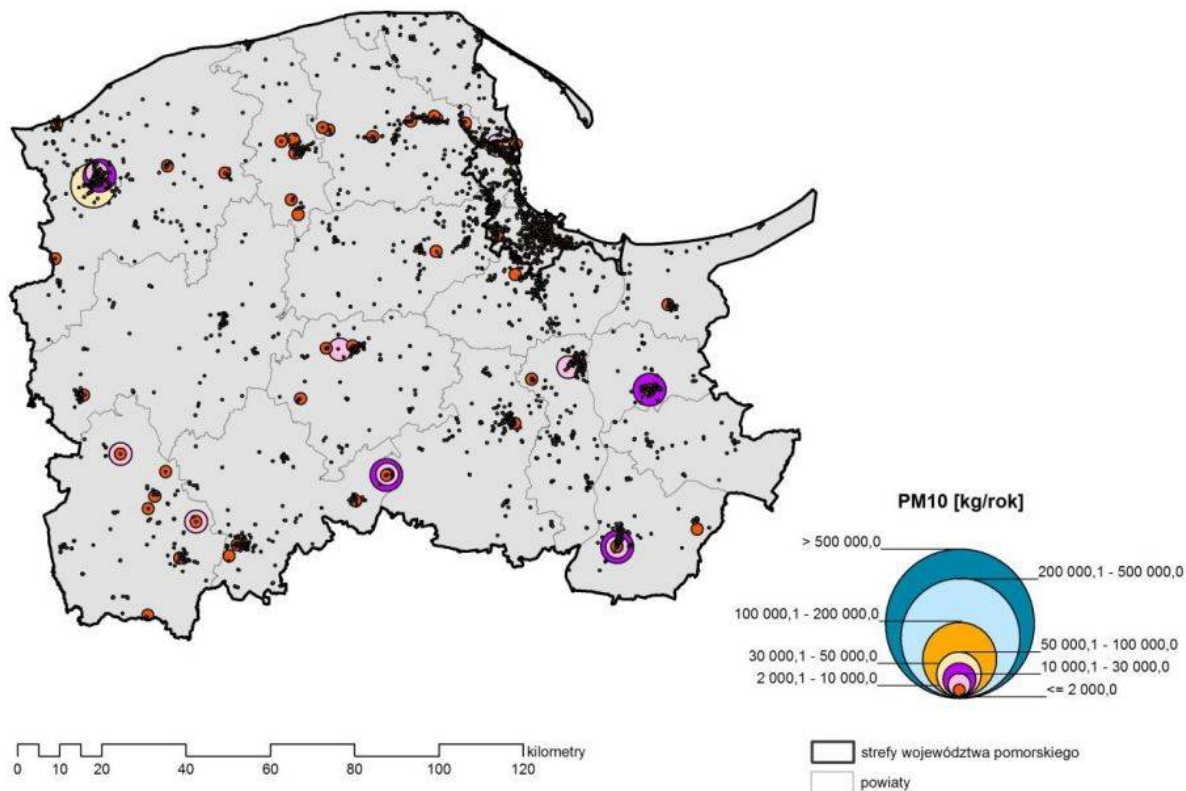 PM10 [kg/rok]
> 500 000,0
200 000,1 - 500 000,0
100 000,1 - 200 000,0
50 000,1 - 100 000,0
30 000,1 - 50 000,0
10 000,1 - 30 000,0
2 000,1 - 10 000,0
<= 2 000,0
kilometry
0 10 20 40 60 80 100 120
strefy województwa pomorskiego
powiaty